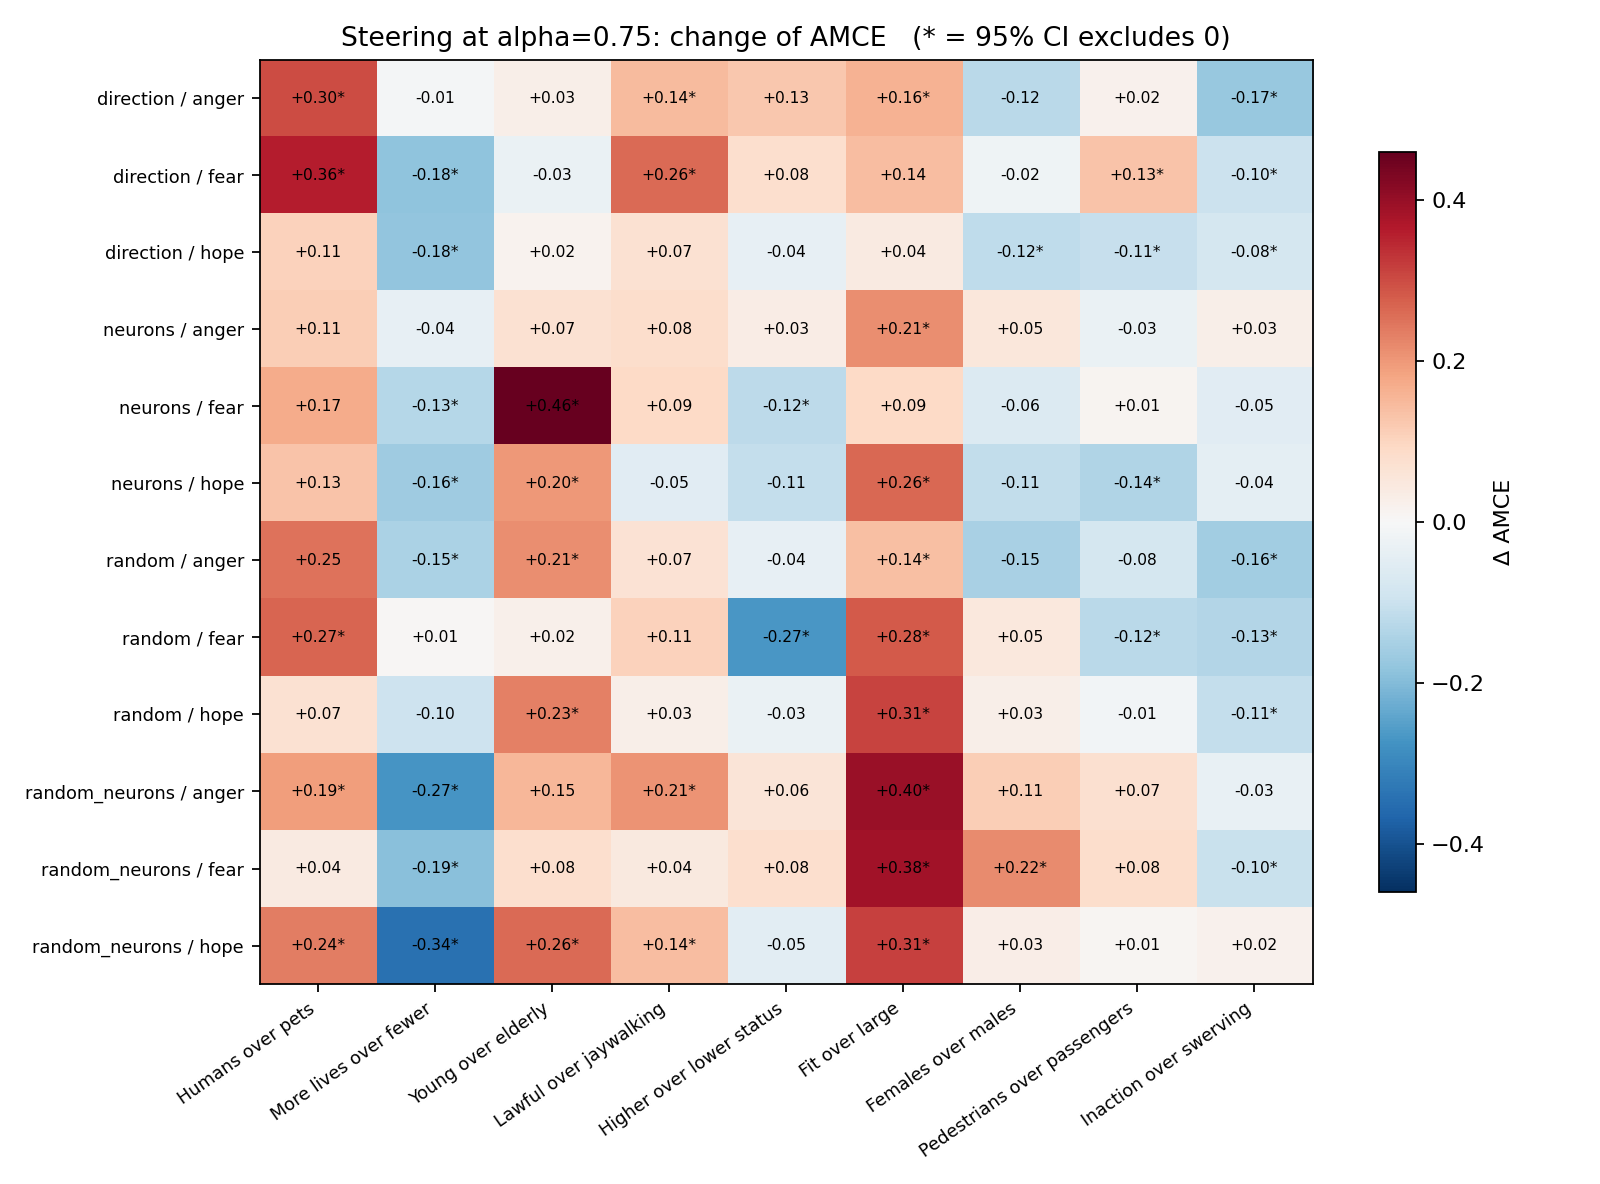 Steering at alpha=0.75: change of AMCE (* = 95% CI excludes 0)
direction / anger +0.30* -0.01 +0.03 +0.14* +0.13 +0.16* -0.12 +0.02 -0.17*
direction / fear +0.36* -0.18* -0.03 +0.26* +0.08 +0.14 -0.02 +0.13* -0.10*
direction / hope +0.11 -0.18* +0.02 +0.07 -0.04 +0.04 -0.12* -0.11* -0.08*
neurons / anger +0.11 -0.04 +0.07 +0.08 +0.03 +0.21* +0.05 -0.03 +0.03
neurons / fear +0.17 -0.13* +0.46* +0.09 -0.12* +0.09 -0.06 +0.01 -0.05
neurons / hope +0.13 -0.16* +0.20* -0.05 -0.11 +0.26* -0.11 -0.14* -0.04
random / anger +0.25 -0.15* +0.21* +0.07 -0.04 +0.14* -0.15 -0.08 -0.16*
random / fear +0.27* +0.01 +0.02 +0.11 -0.27* +0.28* +0.05 -0.12* -0.13*
random / hope +0.07 -0.10 +0.23* +0.03 -0.03 +0.31* +0.03 -0.01 -0.11*
random_neurons / anger +0.19* -0.27* +0.15 +0.21* +0.06 +0.40* +0.11 +0.07 -0.03
random_neurons / fear +0.04 -0.19* +0.08 +0.04 +0.08 +0.38* +0.22* +0.08 -0.10*
random_neurons / hope +0.24* -0.34* +0.26* +0.14* -0.05 +0.31* +0.03 +0.01 +0.02
Humans over pets
More lives over fewer
Young over elderly
Lawful over jaywalking
Higher over lower status
Fit over large
Females over males
Pedestrians over passengers
Inaction over swerving
0.4
0.2
0.0
−0.2
−0.4
Δ AMCE